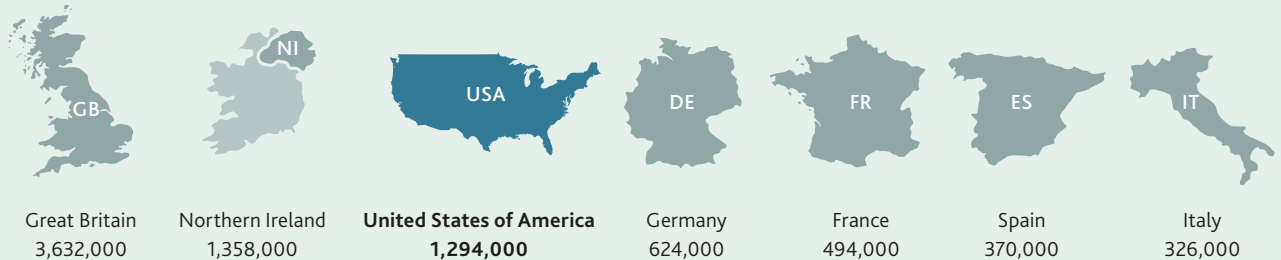 GB
NI
USA
DE
FR
ES
IT
Great Britain
3,632,000
Northern Ireland
1,358,000
United States of America
1,294,000
Germany
624,000
France
494,000
Spain
370,000
Italy
326,000